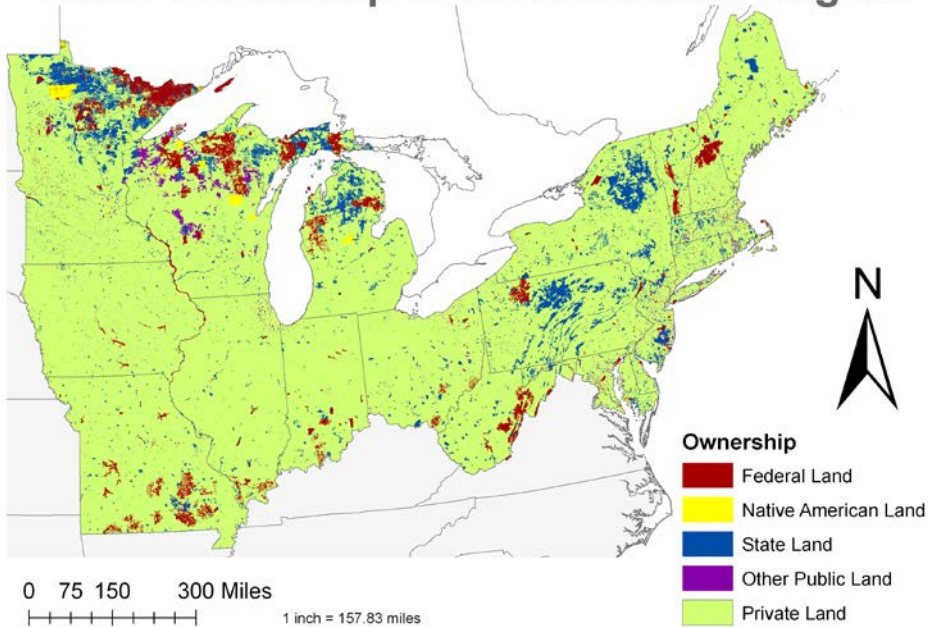 N
Ownership
Federal Land
Native American Land
State Land
Other Public Land
Private Land
0 75 150 300 Miles
1 inch = 157.83 miles